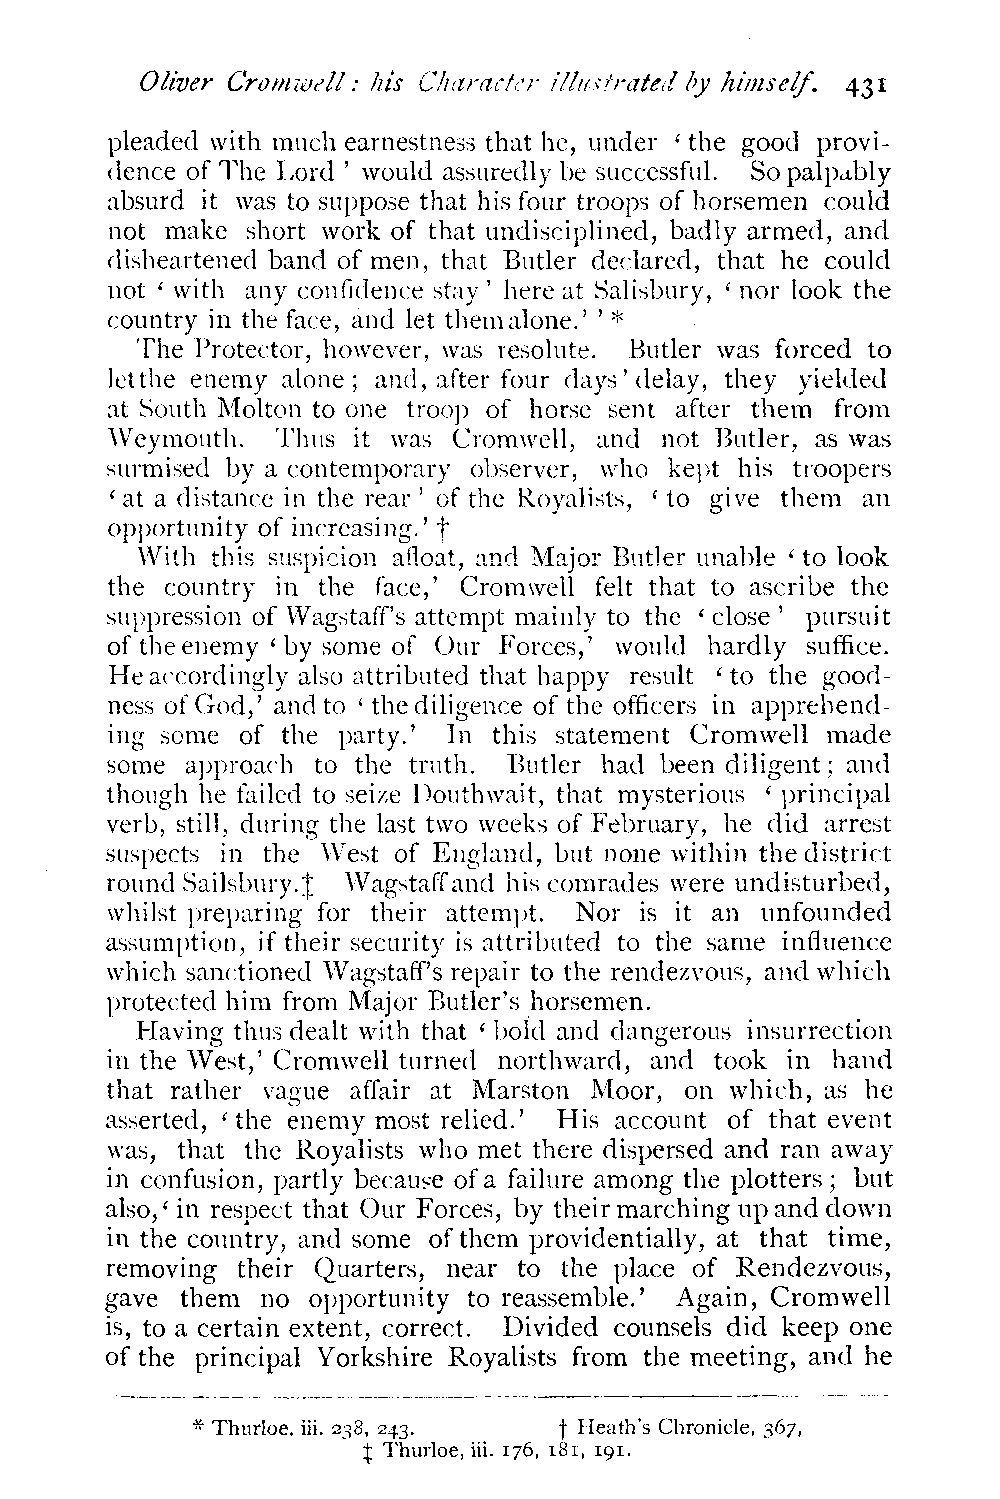 Oliver Cromwell: his Character illustrated by himself. 431
pleaded with much earnestness that he, under ‘the good provi-
dence of The Lord’ would assuredly be successful. So palpably
absurd it was to suppose that his four troops of horsemen could
not make short work of that undisciplined, badly armed, and
disheartened band of men, that Butler declared, that he could
not ‘with any confidence stay’ here at Salisbury, ‘nor look the
country in the face, and let them alone.’ ’ *
The Protector, however, was resolute. Butler was forced to
let the enemy alone; and, after four days’ delay, they yielded
at South Molton to one troop of horse sent after them from
Weymouth. Thus it was Cromwell, and not Butler, as was
surmised by a contemporary observer, who kept his troopers
‘at a distance in the rear’ of the Royalists, ‘to give them an
opportunity of increasing.’ †
With this suspicion afloat, and Major Butler unable ‘to look
the country in the face,’ Cromwell felt that to ascribe the
suppression of Wagstaff’s attempt mainly to the ‘close’ pursuit
of the enemy ‘by some of Our Forces,’ would hardly suffice.
He accordingly also attributed that happy result ‘to the good-
ness of God,’ and to ‘the diligence of the officers in apprehend-
ing some of the party.’ In this statement Cromwell made
some approach to the truth. Butler had been diligent; and
though he failed to seize Douthwait, that mysterious ‘principal
verb, still, during the last two weeks of February, he did arrest
suspects in the West of England, but none within the district
round Sailsbury.‡ Wagstaff and his comrades were undisturbed,
whilst preparing for their attempt. Nor is it an unfounded
assumption, if their security is attributed to the same influence
which sanctioned Wagstaff’s repair to the rendezvous, and which
protected him from Major Butler’s horsemen.
Having thus dealt with that ‘bold and dangerous insurrection
in the West,’ Cromwell turned northward, and took in hand
that rather vague affair at Marston Moor, on which, as he
asserted, ‘the enemy most relied.’ His account of that event
was, that the Royalists who met there dispersed and ran away
in confusion, partly because of a failure among the plotters; but
also, ‘in respect that Our Forces, by their marching up and down
in the country, and some of them providentially, at that time,
removing their Quarters, near to the place of Rendezvous,
gave them no opportunity to reassemble.’ Again, Cromwell
is, to a certain extent, correct. Divided counsels did keep one
of the principal Yorkshire Royalists from the meeting, and he
* Thurloe, iii. 238, 243. † Heath’s Chronicle, 367,
‡ Thurloe, iii. 176, 181, 191.